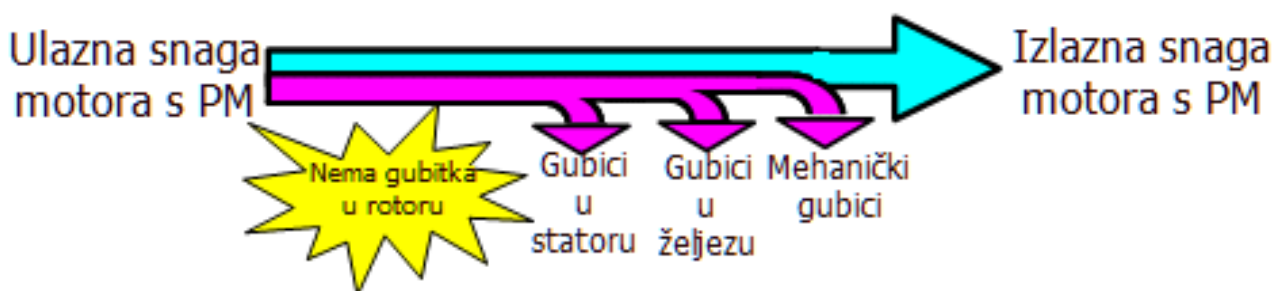 Ulazna snaga
motora s PM
Izlazna snaga
motora s PM
Nema gubitka
u rotoru
Gubici
u
statoru
Gubici
u
željezu
Mehanički
gubici